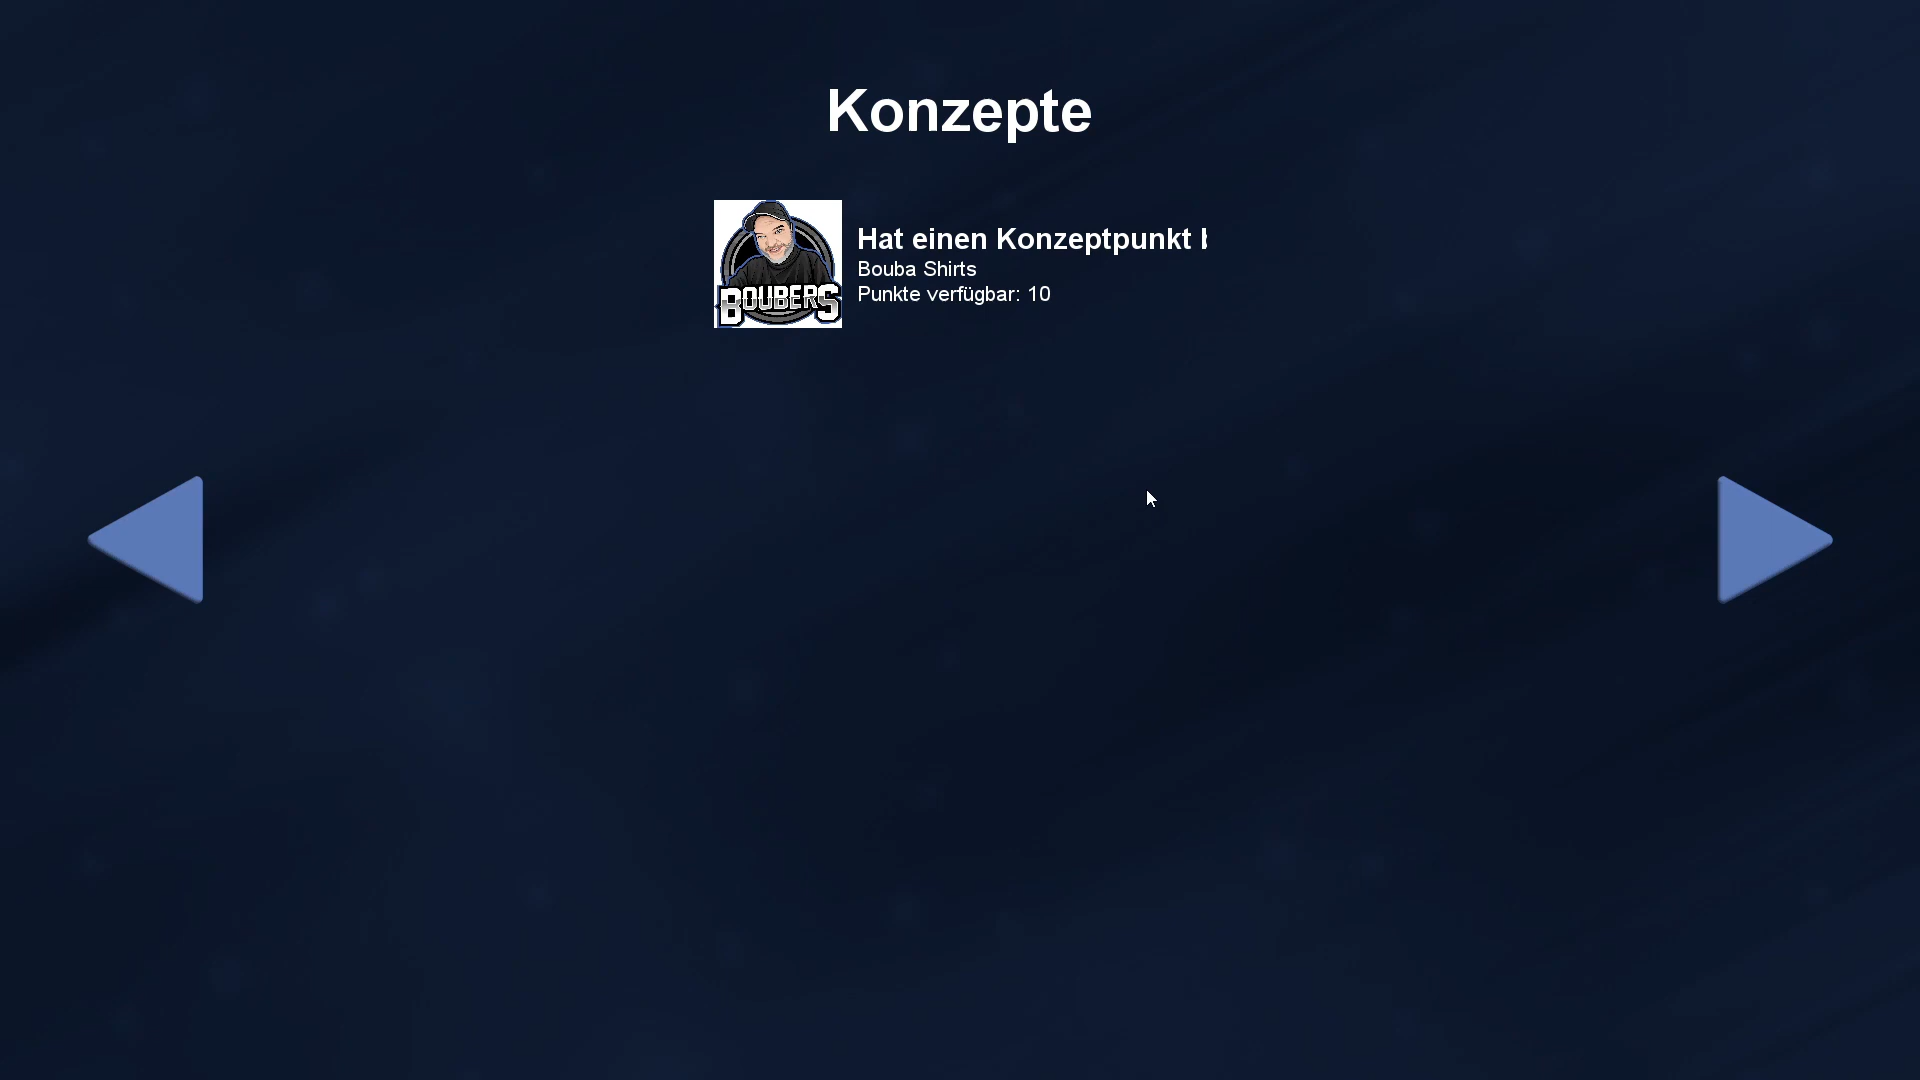 Konzepte
Hat einen Konzeptpunkt
Bouba Shirts
Punkte verfügbar: 10
BOUBERS